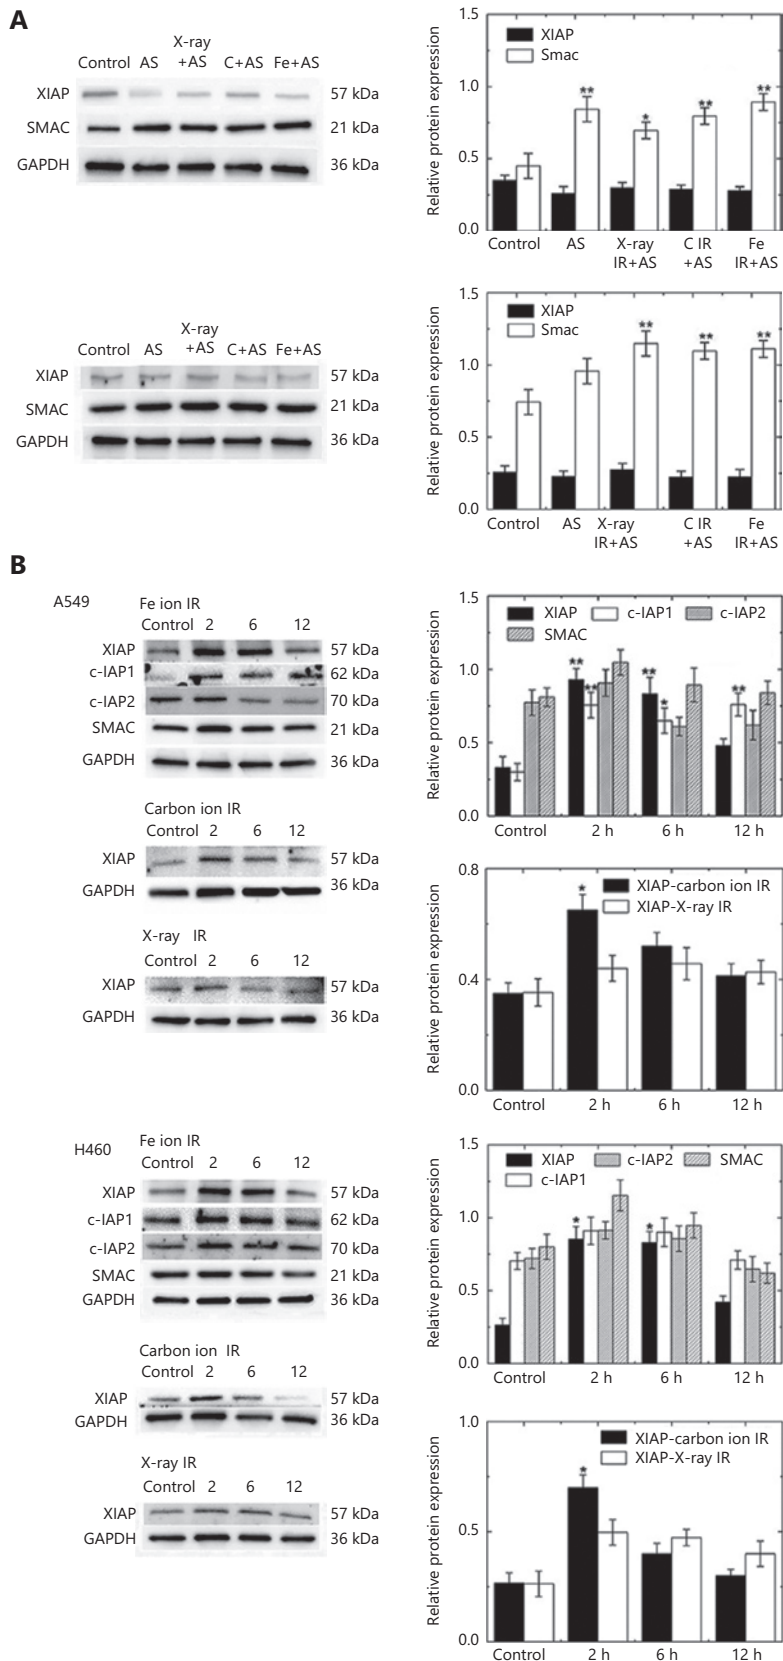 A
X-ray
Control AS +AS C+AS Fe+AS
XIAP 57 kDa
SMAC 21 kDa
GAPDH 36 kDa
Relative protein expression
1.5
1.0
0.5
0.0
XIAP
Smac
** * ** **
Control AS X-ray C IR Fe
IR+AS +AS IR+AS
X-ray
Control AS +AS C+AS Fe+AS
XIAP 57 kDa
SMAC 21 kDa
GAPDH 36 kDa
Relative protein expression
1.5
1.0
0.5
0.0
XIAP
Smac
** ** **
Control AS X-ray C IR Fe
IR+AS +AS IR+AS
B
A549
Fe ion IR
Control 2 6 12
XIAP 57 kDa
c-IAP1 62 kDa
c-IAP2 70 kDa
SMAC 21 kDa
GAPDH 36 kDa
Relative protein expression
1.5
1.0
0.5
0.0
XIAP c-IAP1 c-IAP2
SMAC
** ** ** * **
Control 2 h 6 h 12 h
Carbon ion IR
Control 2 6 12
XIAP 57 kDa
GAPDH 36 kDa
X-ray IR
Control 2 6 12
XIAP 57 kDa
GAPDH 36 kDa
Relative protein expression
0.8
0.4
0.0
XIAP-carbon ion IR
XIAP-X-ray IR
*
Control 2 h 6 h 12 h
H460
Fe ion IR
Control 2 6 12
XIAP 57 kDa
c-IAP1 62 kDa
c-IAP2 70 kDa
SMAC 21 kDa
GAPDH 36 kDa
Relative protein expression
1.5
1.0
0.5
0.0
XIAP c-IAP2 SMAC
c-IAP1
* *
Control 2 h 6 h 12 h
Carbon ion IR
Control 2 6 12
XIAP 57 kDa
GAPDH 36 kDa
X-ray IR
Control 2 6 12
XIAP 57 kDa
GAPDH 36 kDa
Relative protein expression
1.0
0.5
0.0
XIAP-carbon ion IR
XIAP-X-ray IR
*
Control 2 h 6 h 12 h